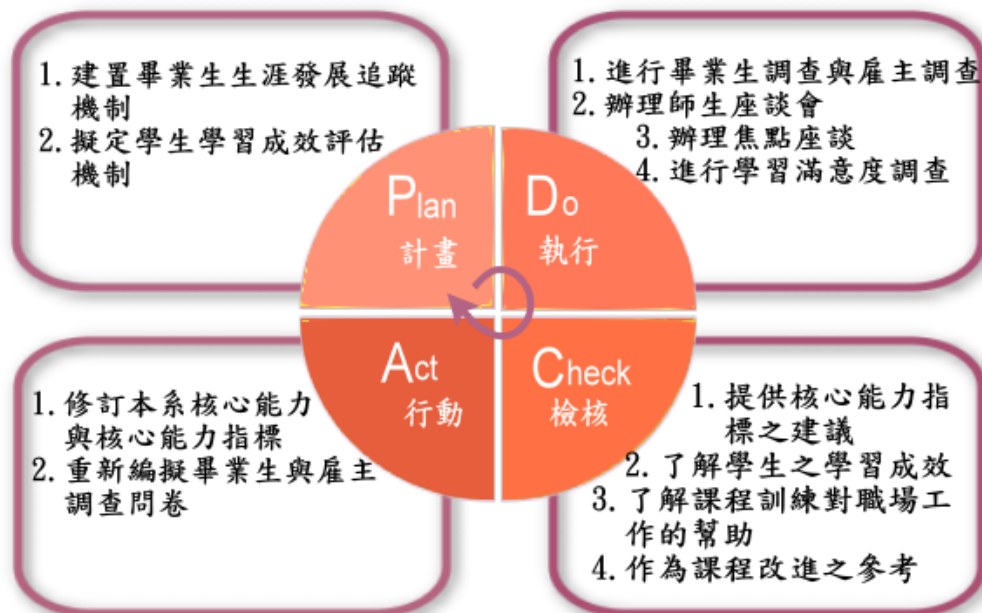 1. 建置畢業生生涯發展追蹤
機制
2. 擬定學生學習成效評估
機制
1. 進行畢業生調查與雇主調查
2. 辦理師生座談會
3. 辦理焦點座談
4. 進行學習滿意度調查
Plan
計畫
Do
執行
Act
行動
Check
檢核
1. 修訂本系核心能力
與核心能力指標
2. 重新編擬畢業生與雇主
調查問卷
1. 提供核心能力指
標之建議
2. 了解學生之學習成效
3. 了解課程訓練對職場工
作的幫助
4. 作為課程改進之參考